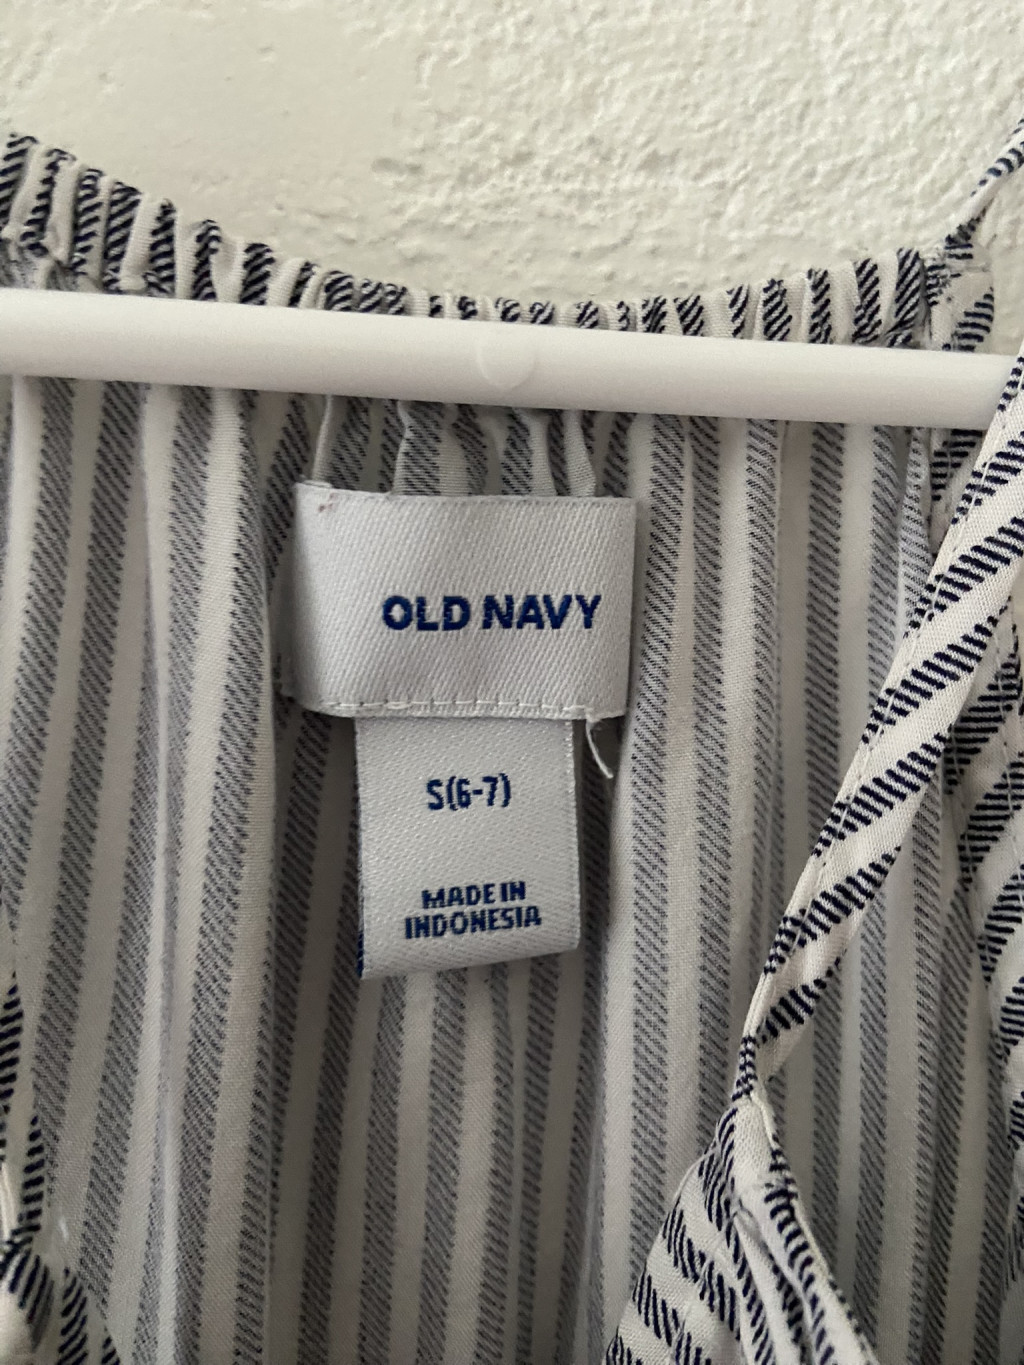 OLD NAVY
S(6-7)
MADE IN
INDONESIA